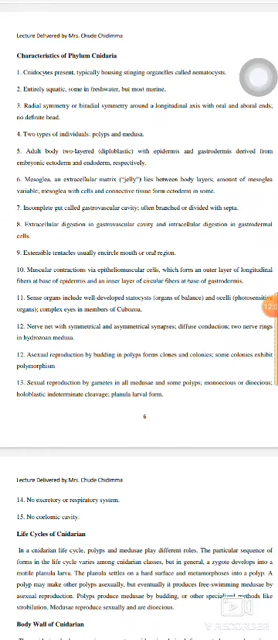 Lecture Delivered by Mrs. Chude Chidimma
Characteristics of Phylum Cnidaria
1. Cnidocytes present, typically housing stinging organelles called nematocysts.
2. Entirely aquatic, some in freshwater, but most marine.
3. Radial symmetry or biradial symmetry around a longitudinal axis with oral and aboral ends;
no definite head.
4. Two types of individuals: polyps and medusa.
5. Adult body two-layered (diploblastic) with epidermis and gastrodermis derived from
embryonic ectoderm and endoderm, respectively.
6. Mesoglea, an extracellular matrix ("jelly") lies between body layers; amount of mesoglea
variable; mesoglea with cells and connective tissue form ectoderm in some.
7. Incomplete gut called gastrovascular cavity; often branched or divided with septa.
8. Extracellular digestion in gastrovascular cavity and intracellular digestion in gastrodermal
cells.
9. Extensible tentacles usually encircle mouth or oral region.
10. Muscular contractions via epitheliomuscular cells, which form an outer layer of longitudinal
fibers at base of epidermis and an inner layer of circular fibers at base of gastrodermis.
11. Sense organs include well developed statocysts (organs of balance) and ocelli (photosensitive
organs); complex eyes in members of Cubozoa.
12. Nerve net with symmetrical and asymmetrical synapses; diffuse conduction; two nerve rings
in hydrozoan medusa.
12. Asexual reproduction by budding in polyps forms clones and colonies; some colonies exhibit
polymorphism
13. Sexual reproduction by gametes in all medusae and some polyps; monoecious or dioecious;
holoblastic indeterminate cleavage; planula larval form.
6
Lecture Delivered by Mrs. Chude Chidimma
14. No excretory or respiratory system.
15. No coelomic cavity.
Life Cycles of Cnidarian
In a cnidarian life cycle, polyps and medusae play different roles. The particular sequence of
forms in the life cycle varies among cnidarian classes, but in general, a zygote develops into a
motile planula larva. The planula settles on a hard surface and metamorphoses into a polyp. A
polyp may make other polyps asexually, but eventually it produces free-swimming medusae by
asexual reproduction. Polyps produce medusae by budding, or other specialized methods like
strobilation. Medusae reproduce sexually and are dioecious.
Body Wall of Cnidarian